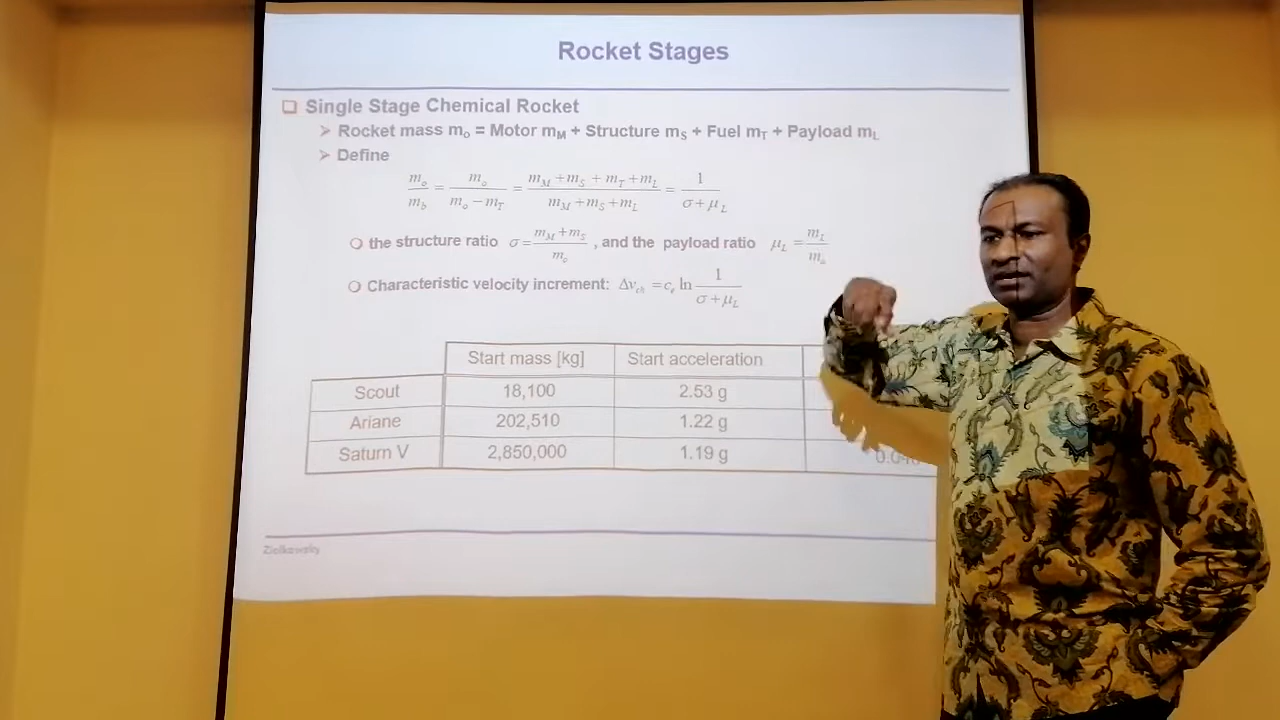 Rocket Stages
❑ Single Stage Chemical Rocket
➢ Rocket mass m₀ = Motor m_M + Structure m_S + Fuel m_T + Payload m_L
➢ Define
m₀/m_b = m₀/(m₀ − m_T) = (m_M + m_S + m_T + m_L)/(m_M + m_S + m_L) = 1/(σ + μ_L)
❍ the structure ratio σ = (m_M + m_S)/m₀ , and the payload ratio μ_L = m_L/m₀
❍ Characteristic velocity increment: Δv_ch = c_e ln 1/(σ + μ_L)
Start mass [kg] Start acceleration
Scout 18,100 2.53 g
Ariane 202,510 1.22 g
Saturn V 2,850,000 1.19 g
Ziolkowsky